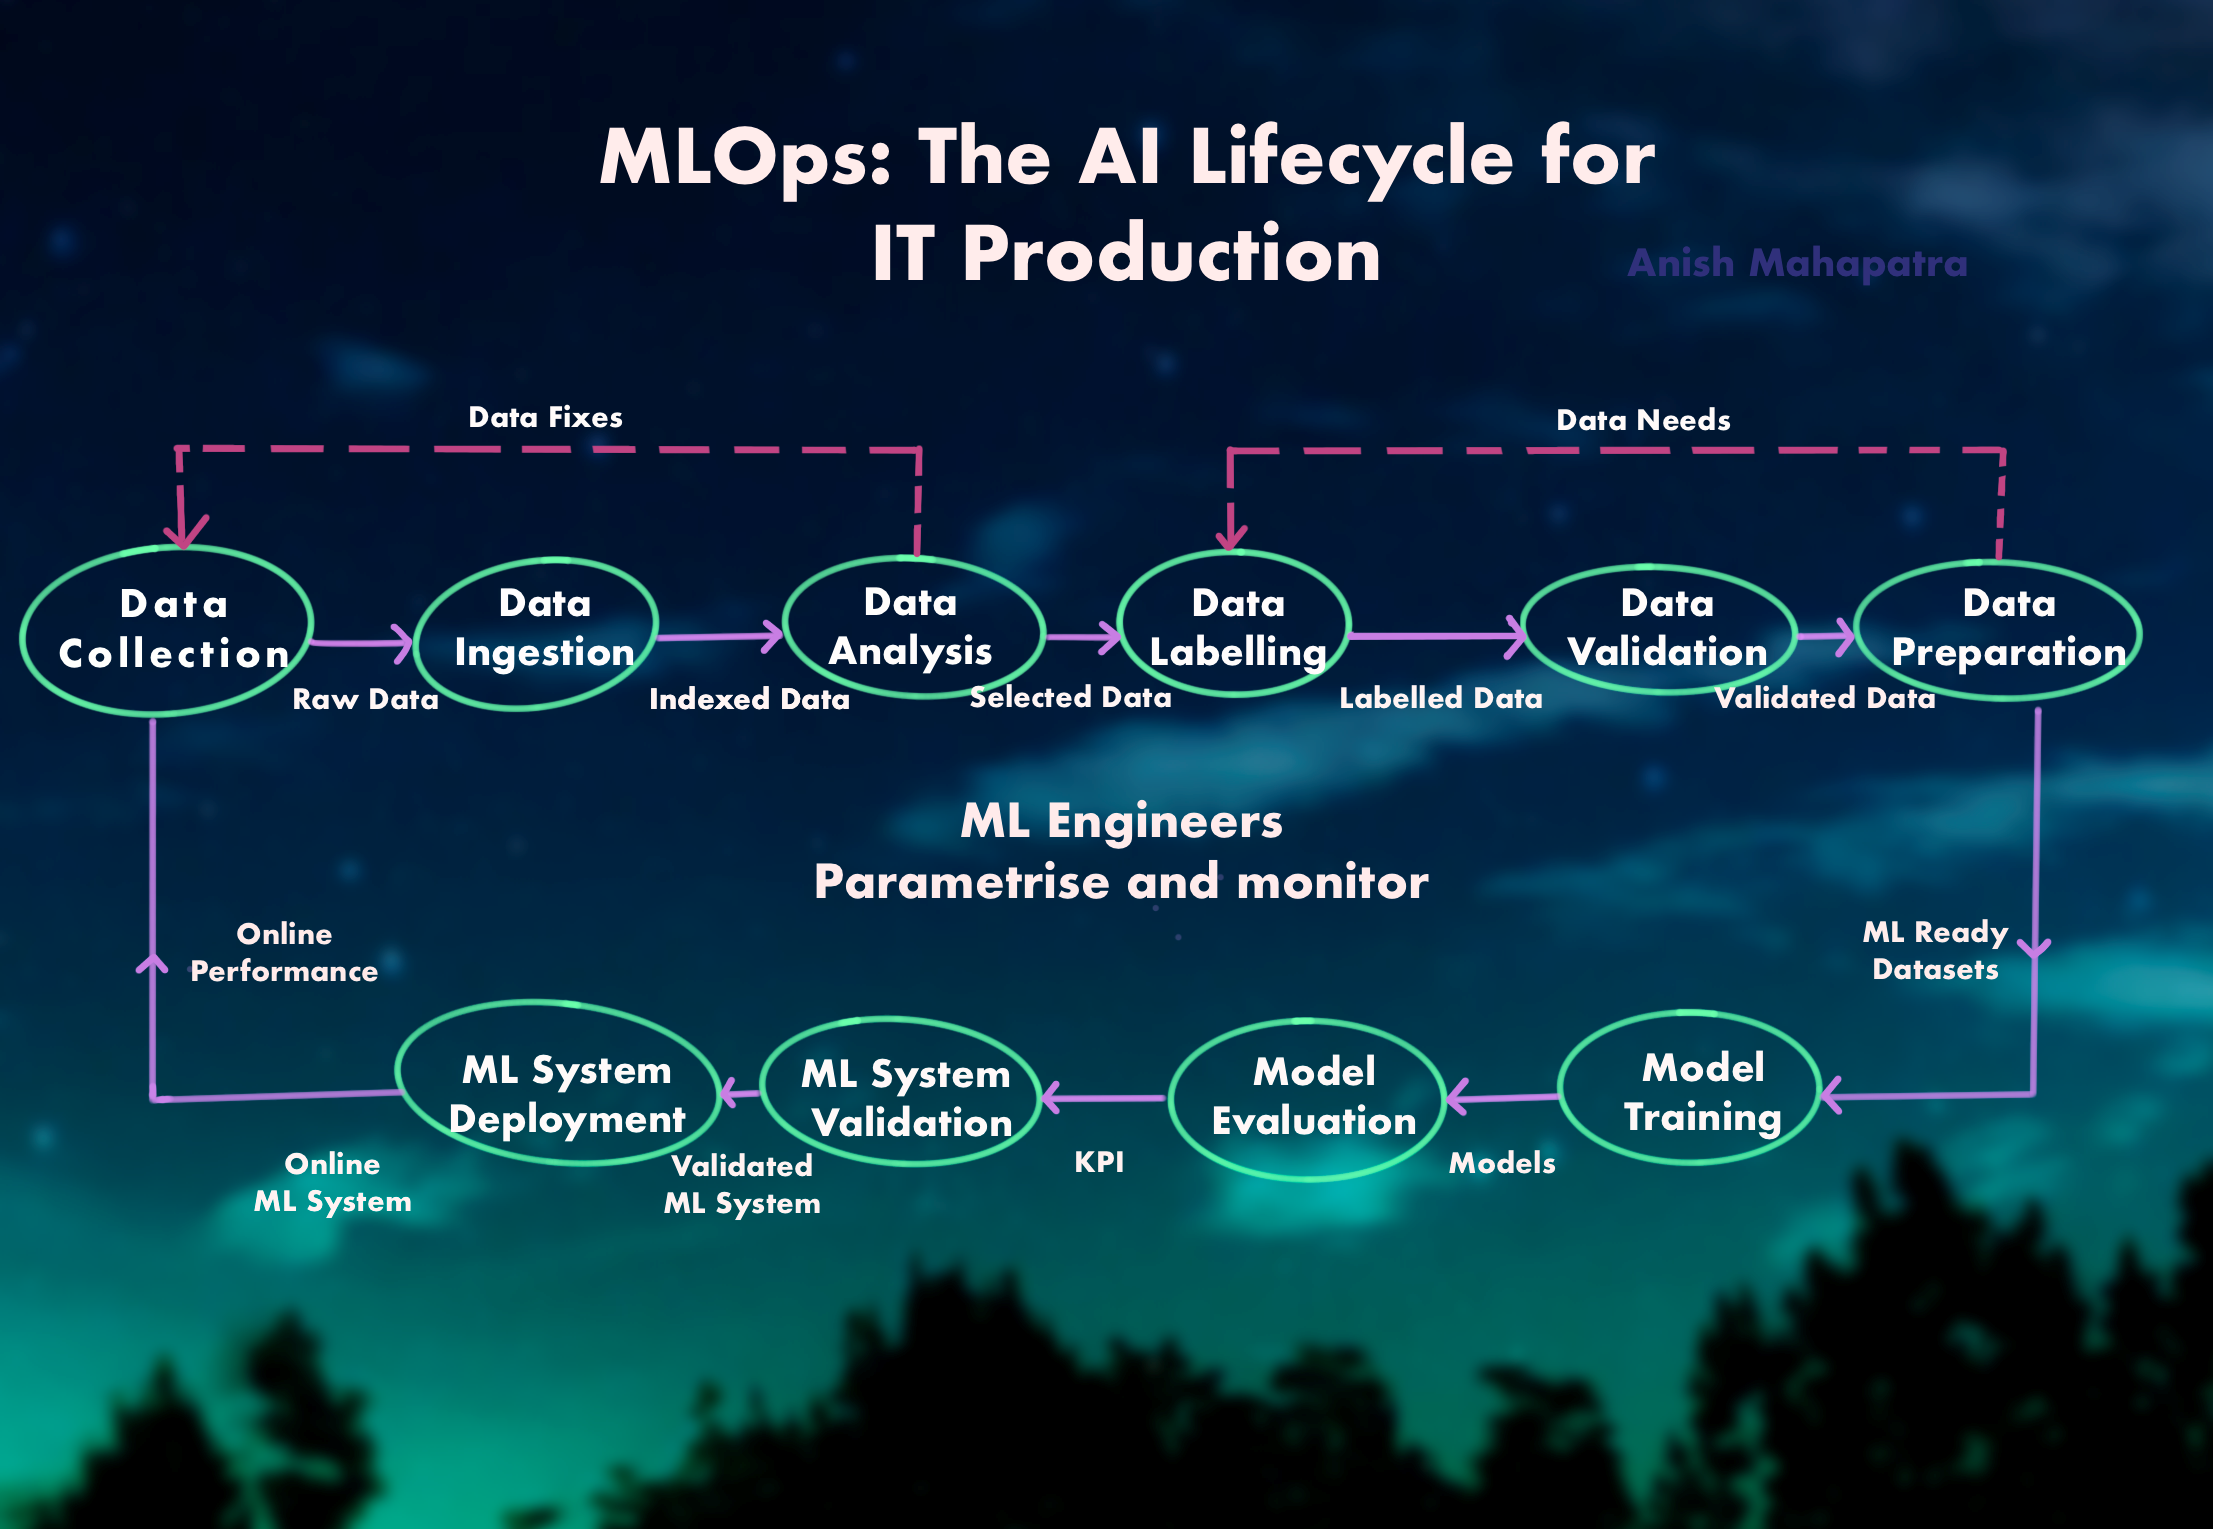 MLOps: The AI Lifecycle for
IT Production
Anish Mahapatra
Data Fixes
Data Needs
Data
Collection
Data
Ingestion
Data
Analysis
Data
Labelling
Data
Validation
Data
Preparation
Raw Data
Indexed Data
Selected Data
Labelled Data
Validated Data
ML Engineers
Parametrise and monitor
Online
Performance
ML Ready
Datasets
ML System
Deployment
ML System
Validation
Model
Evaluation
Model
Training
Online
ML System
Validated
ML System
KPI
Models